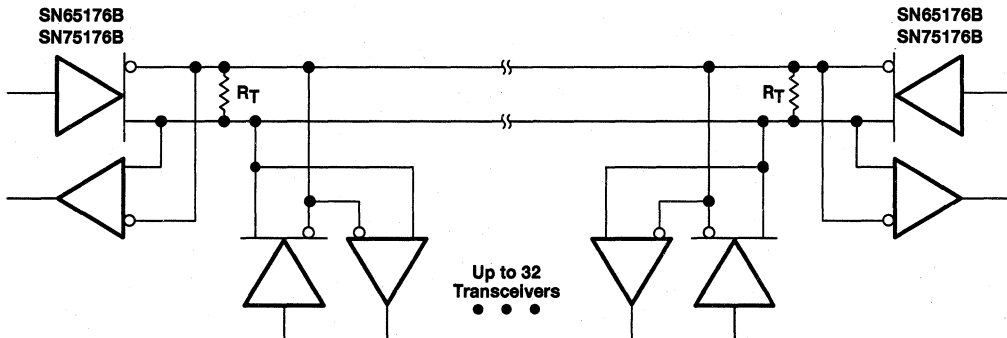 SN65176B
SN75176B
SN65176B
SN75176B
RT
RT
Up to 32
Transceivers